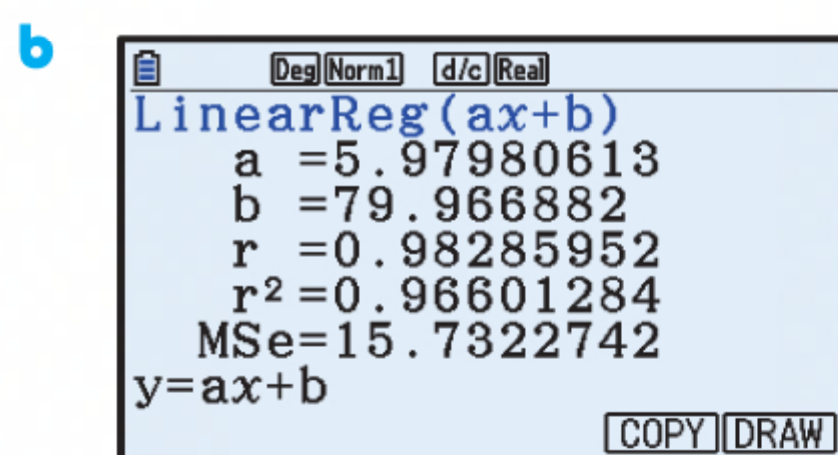 b
Deg Norm1 d/c Real
LinearReg(ax+b)
a =5.97980613
b =79.966882
r =0.98285952
r²=0.96601284
MSe=15.7322742
y=ax+b
COPY DRAW